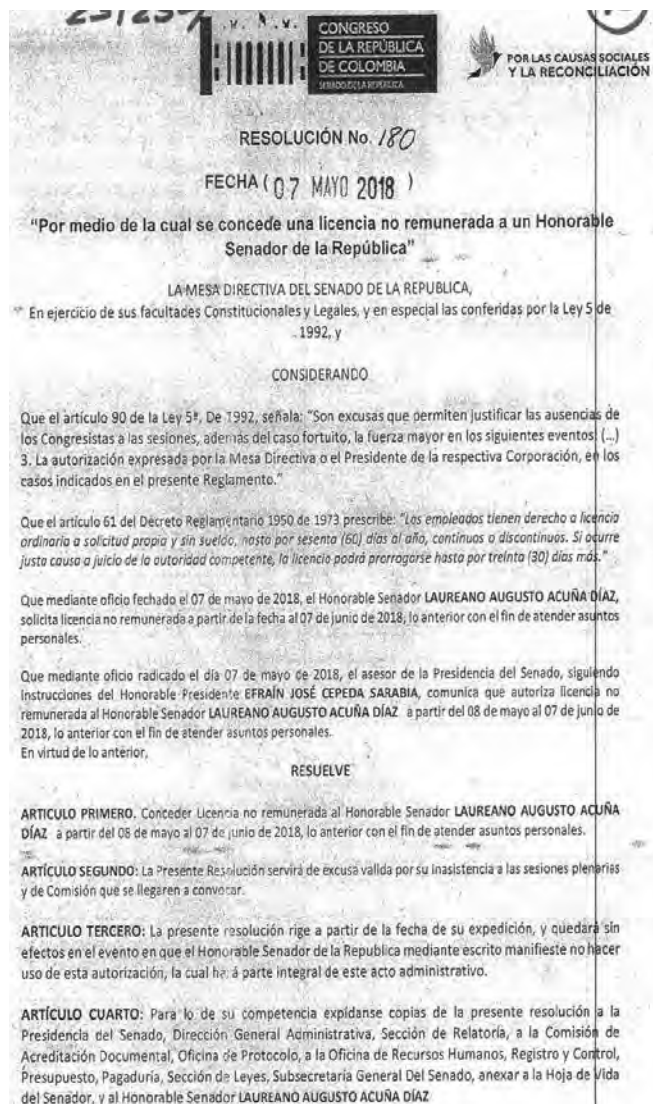 CONGRESO
DE LA REPÚBLICA
DE COLOMBIA
SENADO DE LA REPÚBLICA
POR LAS CAUSAS SOCIALES
Y LA RECONCILIACIÓN
RESOLUCIÓN No. 180
FECHA ( 07 MAYO 2018 )
"Por medio de la cual se concede una licencia no remunerada a un Honorable
Senador de la República"
LA MESA DIRECTIVA DEL SENADO DE LA REPUBLICA,
En ejercicio de sus facultades Constitucionales y Legales, y en especial las conferidas por la Ley 5 de
1992, y
CONSIDERANDO
Que el artículo 90 de la Ley 5ª, De 1992, señala: "Son excusas que permiten justificar las ausencias de
los Congresistas a las sesiones, además del caso fortuito, la fuerza mayor en los siguientes eventos: (...)
3. La autorización expresada por la Mesa Directiva o el Presidente de la respectiva Corporación, en los
casos indicados en el presente Reglamento."
Que el artículo 61 del Decreto Reglamentario 1950 de 1973 prescribe: "Los empleados tienen derecho a licencia
ordinaria a solicitud propia y sin sueldo, hasta por sesenta (60) días al año, continuos o discontinuos. Si ocurre
justa causa a juicio de la autoridad competente, la licencia podrá prorrogarse hasta por treinta (30) días más."
Que mediante oficio fechado el 07 de mayo de 2018, el Honorable Senador LAUREANO AUGUSTO ACUÑA DÍAZ,
solicita licencia no remunerada a partir de la fecha al 07 de junio de 2018, lo anterior con el fin de atender asuntos
personales.
Que mediante oficio radicado el día 07 de mayo de 2018, el asesor de la Presidencia del Senado, siguiendo
instrucciones del Honorable Presidente EFRAÍN JOSÉ CEPEDA SARABIA, comunica que autoriza licencia no
remunerada al Honorable Senador LAUREANO AUGUSTO ACUÑA DÍAZ a partir del 08 de mayo al 07 de junio de
2018, lo anterior con el fin de atender asuntos personales.
En virtud de lo anterior,
RESUELVE
ARTICULO PRIMERO. Conceder Licencia no remunerada al Honorable Senador LAUREANO AUGUSTO ACUÑA
DÍAZ a partir del 08 de mayo al 07 de junio de 2018, lo anterior con el fin de atender asuntos personales.
ARTÍCULO SEGUNDO: La Presente Resolución servirá de excusa valida por su inasistencia a las sesiones plenarias
y de Comisión que se llegaren a convocar.
ARTICULO TERCERO: La presente resolución rige a partir de la fecha de su expedición, y quedará sin
efectos en el evento en que el Honorable Senador de la Republica mediante escrito manifieste no hacer
uso de esta autorización, la cual hará parte integral de este acto administrativo.
ARTÍCULO CUARTO: Para lo de su competencia expídanse copias de la presente resolución a la
Presidencia del Senado, Dirección General Administrativa, Sección de Relatoría, a la Comisión de
Acreditación Documental, Oficina de Protocolo, a la Oficina de Recursos Humanos, Registro y Control,
Presupuesto, Pagaduría, Sección de Leyes, Subsecretaria General Del Senado, anexar a la Hoja de Vida
del Senador, y al Honorable Senador LAUREANO AUGUSTO ACUÑA DÍAZ